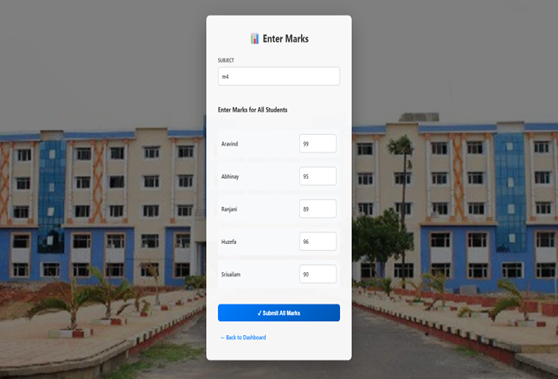 Enter Marks
SUBJECT
m4
Enter Marks for All Students
Aravind 99
Abhinay 95
Ranjani 89
Huzefa 96
Srisailam 90
✓ Submit All Marks
← Back to Dashboard